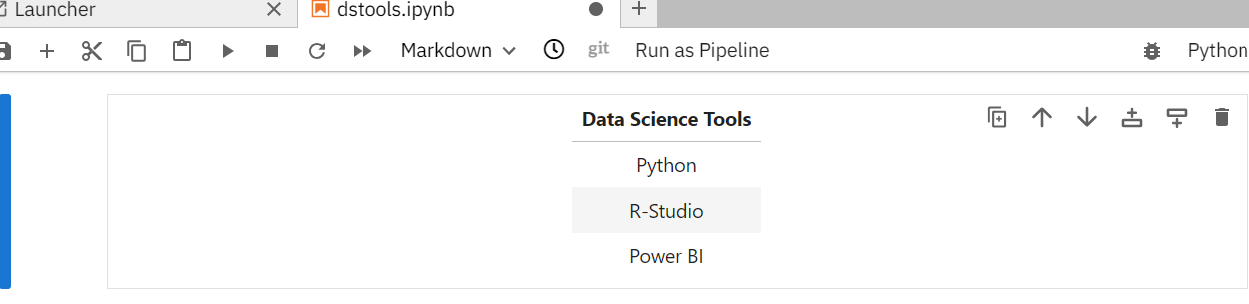 Launcher
dstools.ipynb
Markdown
git
Run as Pipeline
Python
Data Science Tools
Python
R-Studio
Power BI